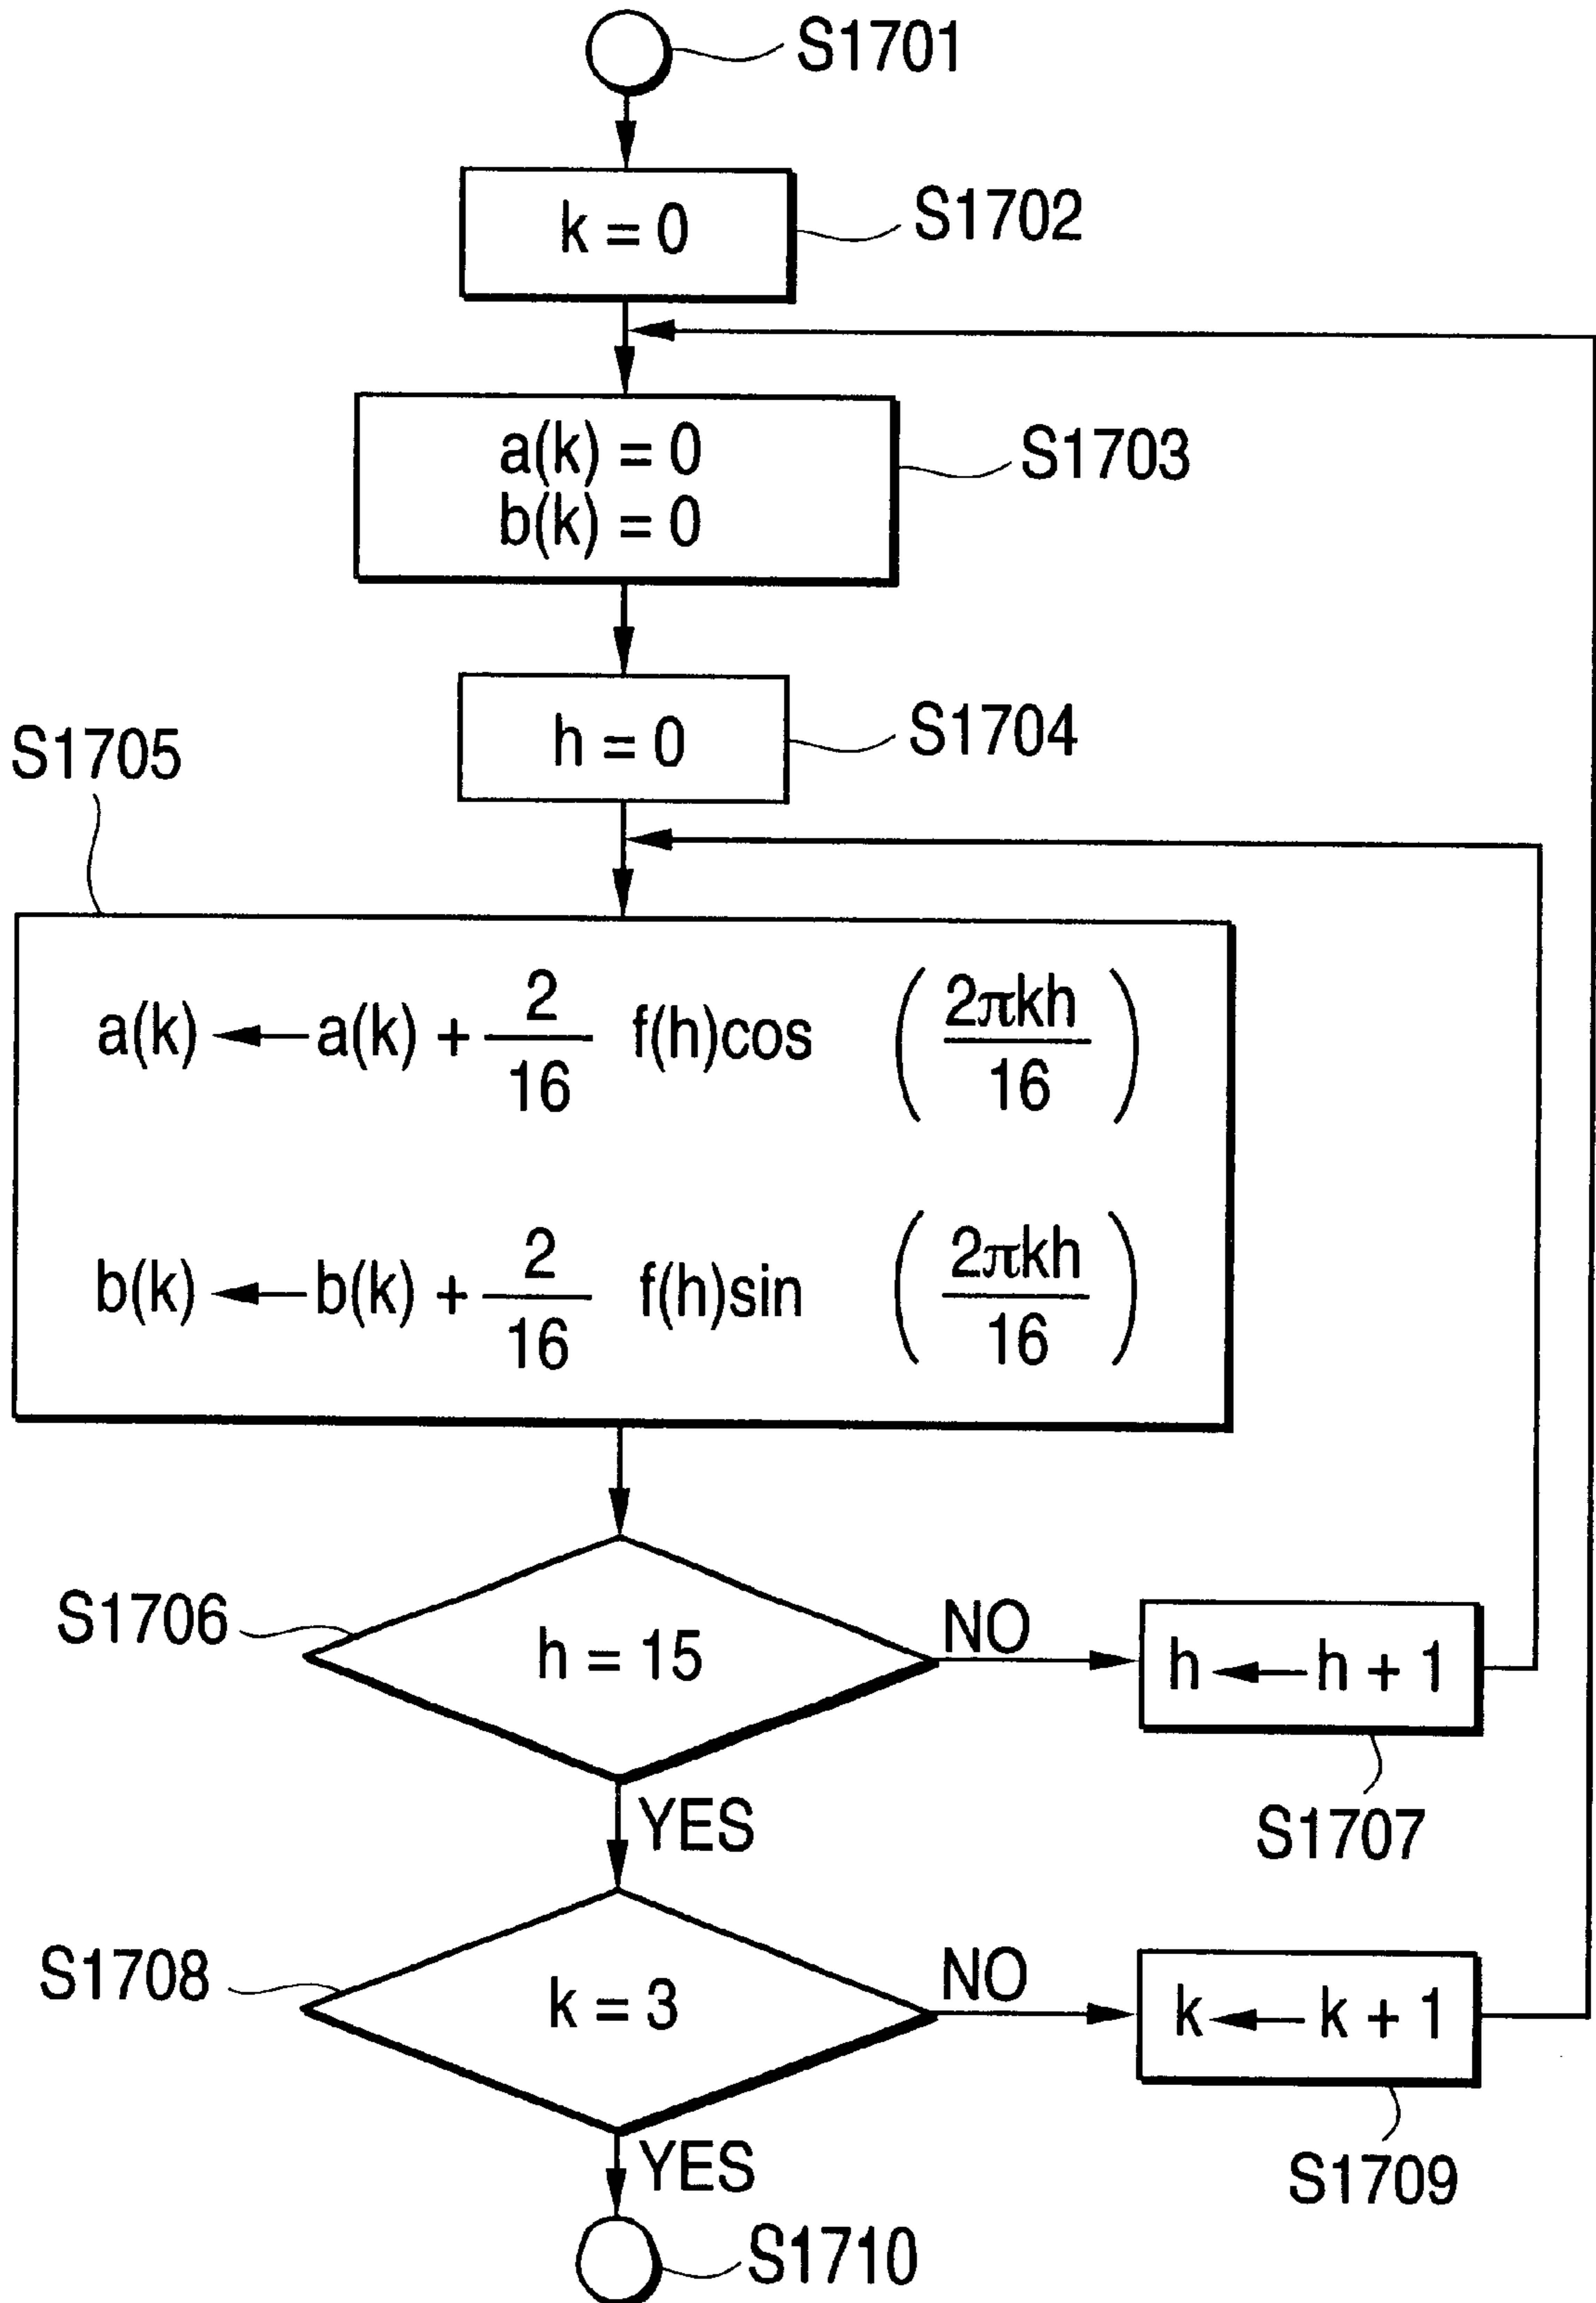 S1701
k = 0
S1702
a(k) = 0
b(k) = 0
S1703
h = 0
S1704
S1705
a(k) ← a(k) + 2/16 f(h)cos (2πkh/16)
b(k) ← b(k) + 2/16 f(h)sin (2πkh/16)
S1706
h = 15
NO
h ← h + 1
S1707
YES
S1708
k = 3
NO
k ← k + 1
S1709
YES
S1710